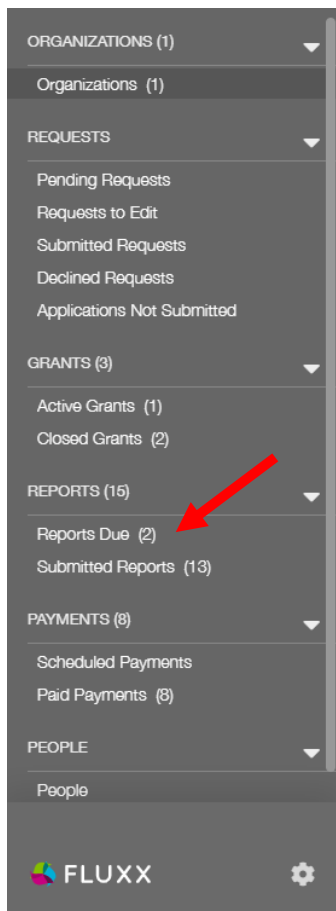 ORGANIZATIONS (1)
Organizations (1)
REQUESTS
Pending Requests
Requests to Edit
Submitted Requests
Declined Requests
Applications Not Submitted
GRANTS (3)
Active Grants (1)
Closed Grants (2)
REPORTS (15)
Reports Due (2)
Submitted Reports (13)
PAYMENTS (8)
Scheduled Payments
Paid Payments (8)
PEOPLE
People
FLUXX